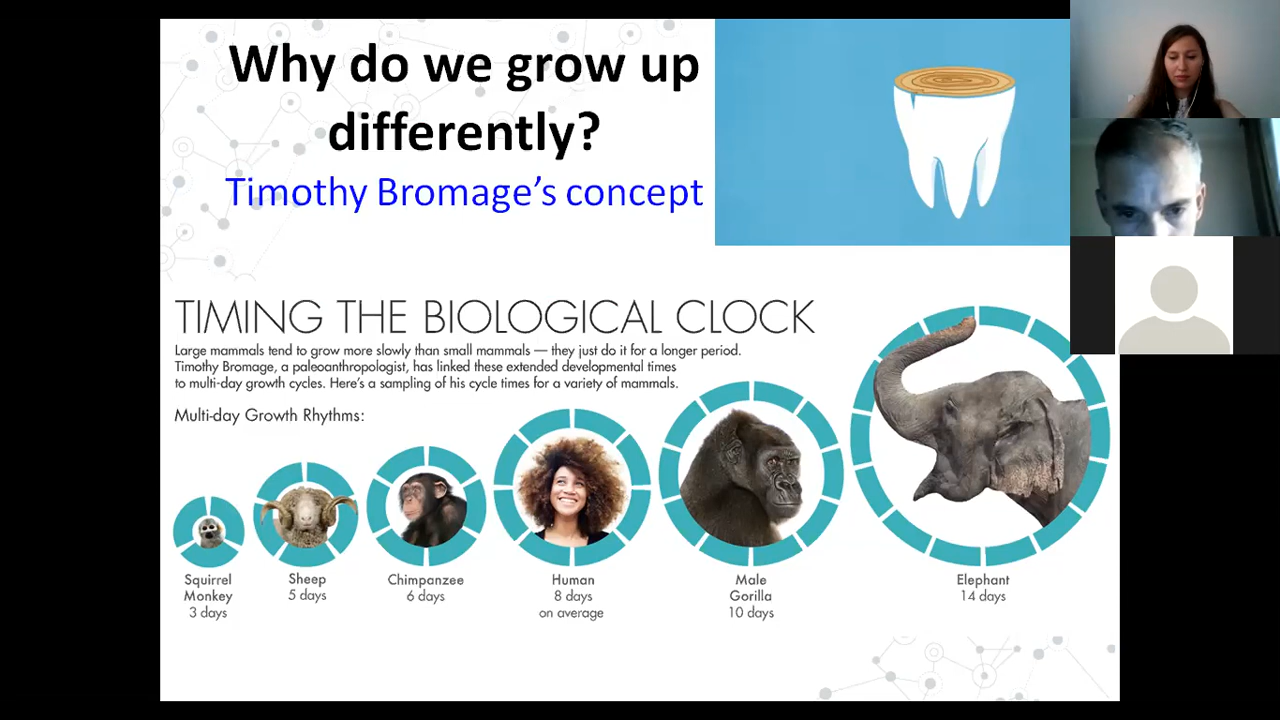 Why do we grow up
differently?
Timothy Bromage’s concept
TIMING THE BIOLOGICAL CLOCK
Large mammals tend to grow more slowly than small mammals — they just do it for a longer period.
Timothy Bromage, a paleoanthropologist, has linked these extended developmental times
to multi-day growth cycles. Here's a sampling of his cycle times for a variety of mammals.
Multi-day Growth Rhythms:
Squirrel
Monkey
3 days
Sheep
5 days
Chimpanzee
6 days
Human
8 days
on average
Male
Gorilla
10 days
Elephant
14 days